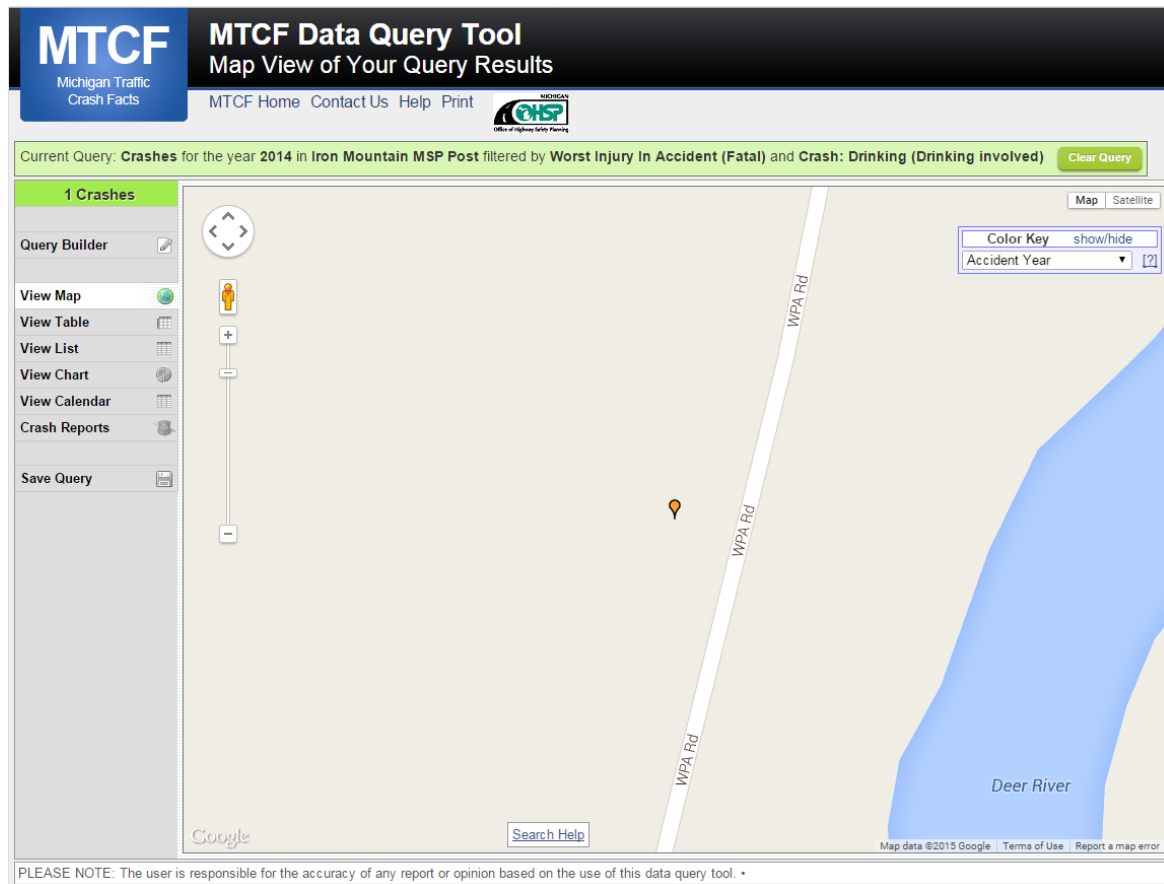 MTCF
Michigan Traffic
Crash Facts
MTCF Data Query Tool
Map View of Your Query Results
MTCF Home Contact Us Help Print
MICHIGAN
OHSP
Office of Highway Safety Planning
Current Query: Crashes for the year 2014 in Iron Mountain MSP Post filtered by Worst Injury In Accident (Fatal) and Crash: Drinking (Drinking involved)
Clear Query
1 Crashes
Query Builder
View Map
View Table
View List
View Chart
View Calendar
Crash Reports
Save Query
Map Satellite
Color Key show/hide
Accident Year [?]
WPA Rd
WPA Rd
WPA Rd
Deer River
Google
Search Help
Map data ©2015 Google Terms of Use Report a map error
PLEASE NOTE: The user is responsible for the accuracy of any report or opinion based on the use of this data query tool. •